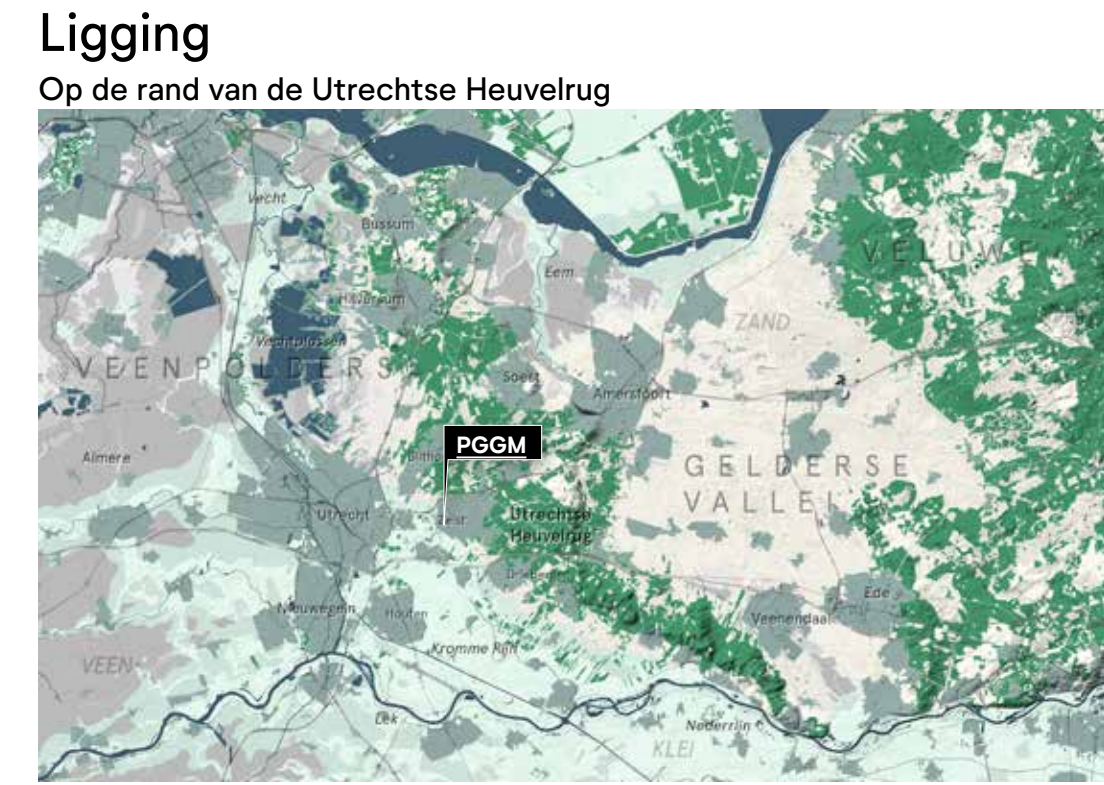 Ligging
Op de rand van de Utrechtse Heuvelrug
Vecht
Bussum
VELUWE
Eem
Hilversum
ZAND
Vechtplassen
VEENPOLDERS
Soest
Amersfoort
PGGM
Almere
GELDERSE
VALLEI
Utrecht
Zeist
Utrechtse
Heuvelrug
Ede
Nieuwegein
Houten
Veenendaal
Kromme Rijn
VEEN
Lek
Nederrijn
KLEI